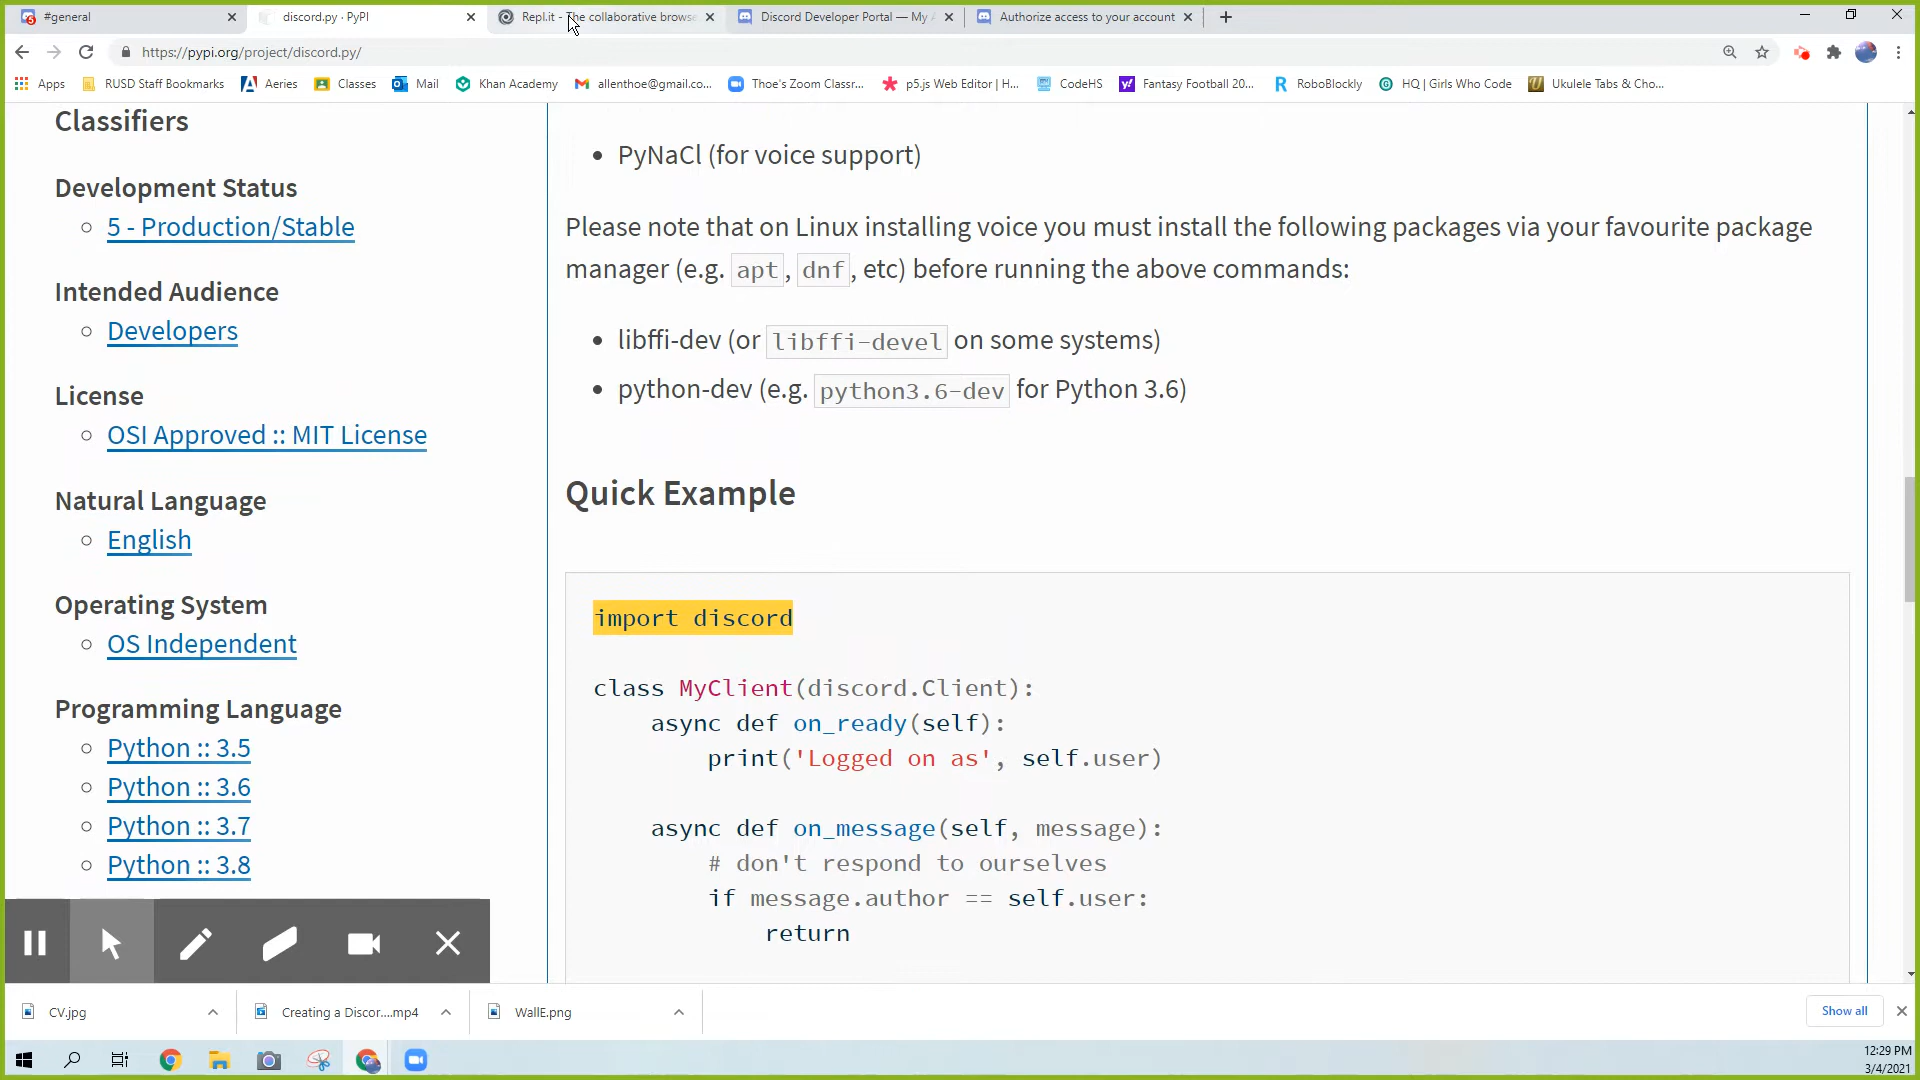 #general
discord.py · PyPI
Repl.it - The collaborative browse
Discord Developer Portal — My A
Authorize access to your account
https://pypi.org/project/discord.py/
Apps
RUSD Staff Bookmarks
Aeries
Classes
Mail
Khan Academy
allenthoe@gmail.co...
Thoe's Zoom Classr...
p5.js Web Editor | H...
CodeHS
Fantasy Football 20...
RoboBlockly
HQ | Girls Who Code
Ukulele Tabs & Cho...
Classifiers
Development Status
5 - Production/Stable
Intended Audience
Developers
License
OSI Approved :: MIT License
Natural Language
English
Operating System
OS Independent
Programming Language
Python :: 3.5
Python :: 3.6
Python :: 3.7
Python :: 3.8
PyNaCl (for voice support)
Please note that on Linux installing voice you must install the following packages via your favourite package
manager (e.g. apt, dnf, etc) before running the above commands:
libffi-dev (or libffi-devel on some systems)
python-dev (e.g. python3.6-dev for Python 3.6)
Quick Example
import discord
class MyClient(discord.Client):
async def on_ready(self):
print('Logged on as', self.user)
async def on_message(self, message):
# don't respond to ourselves
if message.author == self.user:
return
CV.jpg
Creating a Discor....mp4
WallE.png
Show all
12:29 PM
3/4/2021